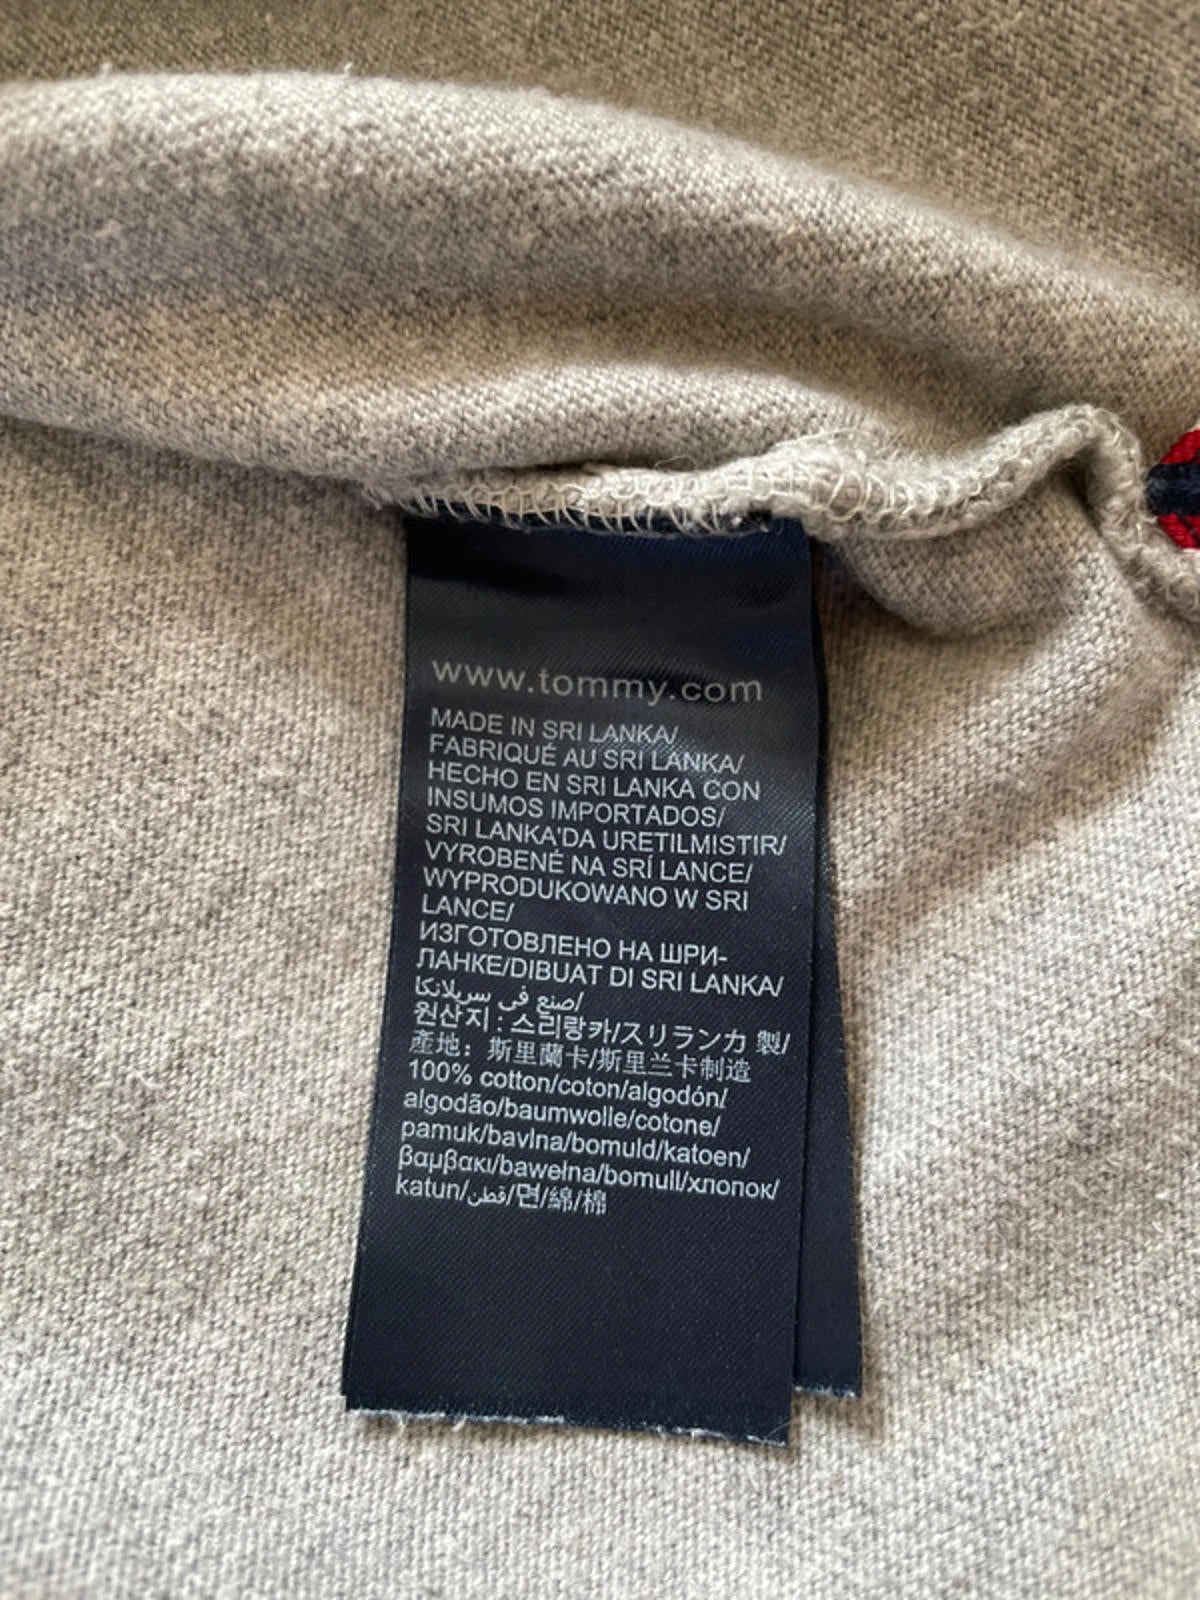 www.tommy.com
MADE IN SRI LANKA/
FABRIQUÉ AU SRI LANKA/
HECHO EN SRI LANKA CON
INSUMOS IMPORTADOS/
SRI LANKA'DA URETILMISTIR/
VYROBENÉ NA SRÍ LANCE/
WYPRODUKOWANO W SRI
LANCE/
ИЗГОТОВЛЕНО НА ШРИ-
ЛАНКЕ/DIBUAT DI SRI LANKA/
صنع في سريلانكا/
원산지 : 스리랑카/スリランカ 製/
產地：斯里蘭卡/斯里兰卡制造
100% cotton/coton/algodón/
algodão/baumwolle/cotone/
pamuk/bavlna/bomuld/katoen/
βαμβακι/bawełna/bomull/хлопок/
katun/قطن/면/綿/棉